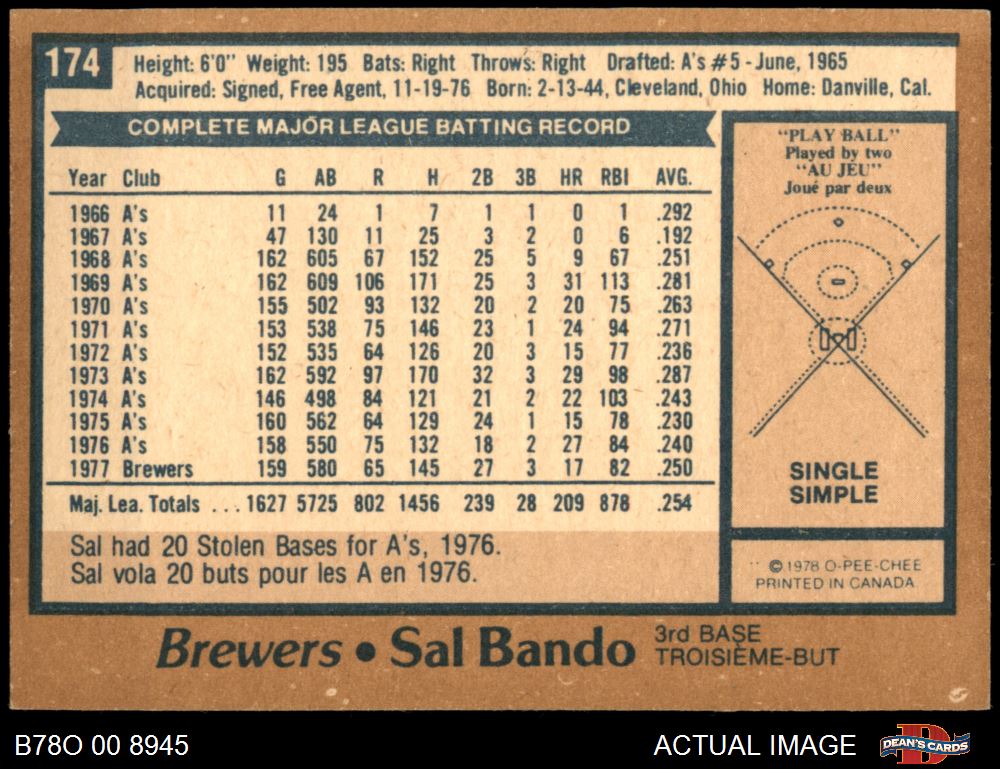 174
Height: 6'0" Weight: 195 Bats: Right Throws: Right Drafted: A's #5 - June, 1965
Acquired: Signed, Free Agent, 11-19-76 Born: 2-13-44, Cleveland, Ohio Home: Danville, Cal.
COMPLETE MAJOR LEAGUE BATTING RECORD
Year Club G AB R H 2B 3B HR RBI AVG.
1966 A's 11 24 1 7 1 1 0 1 .292
1967 A's 47 130 11 25 3 2 0 6 .192
1968 A's 162 605 67 152 25 5 9 67 .251
1969 A's 162 609 106 171 25 3 31 113 .281
1970 A's 155 502 93 132 20 2 20 75 .263
1971 A's 153 538 75 146 23 1 24 94 .271
1972 A's 152 535 64 126 20 3 15 77 .236
1973 A's 162 592 97 170 32 3 29 98 .287
1974 A's 146 498 84 121 21 2 22 103 .243
1975 A's 160 562 64 129 24 1 15 78 .230
1976 A's 158 550 75 132 18 2 27 84 .240
1977 Brewers 159 580 65 145 27 3 17 82 .250
Maj. Lea. Totals ... 1627 5725 802 1456 239 28 209 878 .254
Sal had 20 Stolen Bases for A's, 1976.
Sal vola 20 buts pour les A en 1976.
"PLAY BALL"
Played by two
"AU JEU"
Joué par deux
SINGLE
SIMPLE
© 1978 O-PEE-CHEE
PRINTED IN CANADA
Brewers • Sal Bando
3rd BASE
TROISIÈME-BUT
B78O 00 8945
ACTUAL IMAGE
DEAN'S CARDS